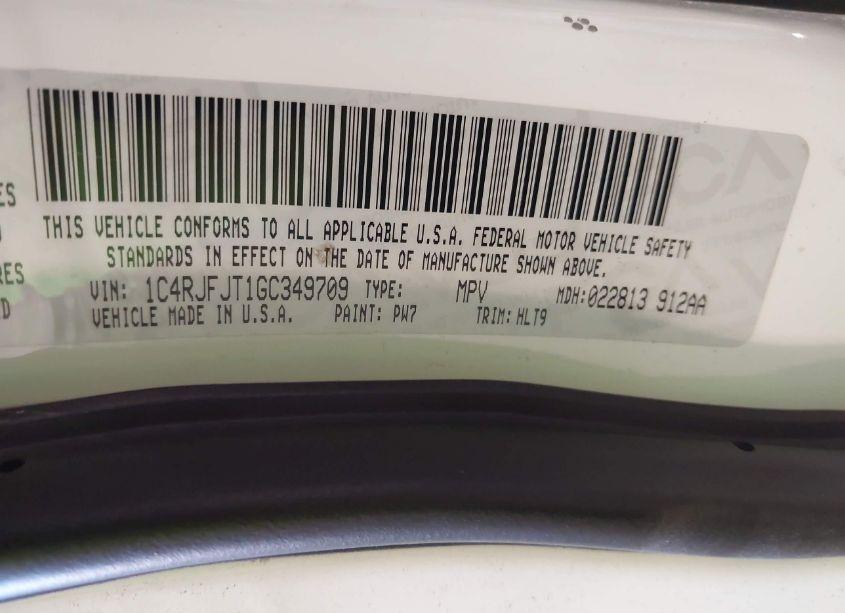 THIS VEHICLE CONFORMS TO ALL APPLICABLE U.S.A. FEDERAL MOTOR VEHICLE SAFETY
STANDARDS IN EFFECT ON THE DATE OF MANUFACTURE SHOWN ABOVE.
VIN: 1C4RJFJT1GC349709 TYPE: MPV MDH:022813 912AA
VEHICLE MADE IN U.S.A. PAINT: PW7 TRIM: HLT9